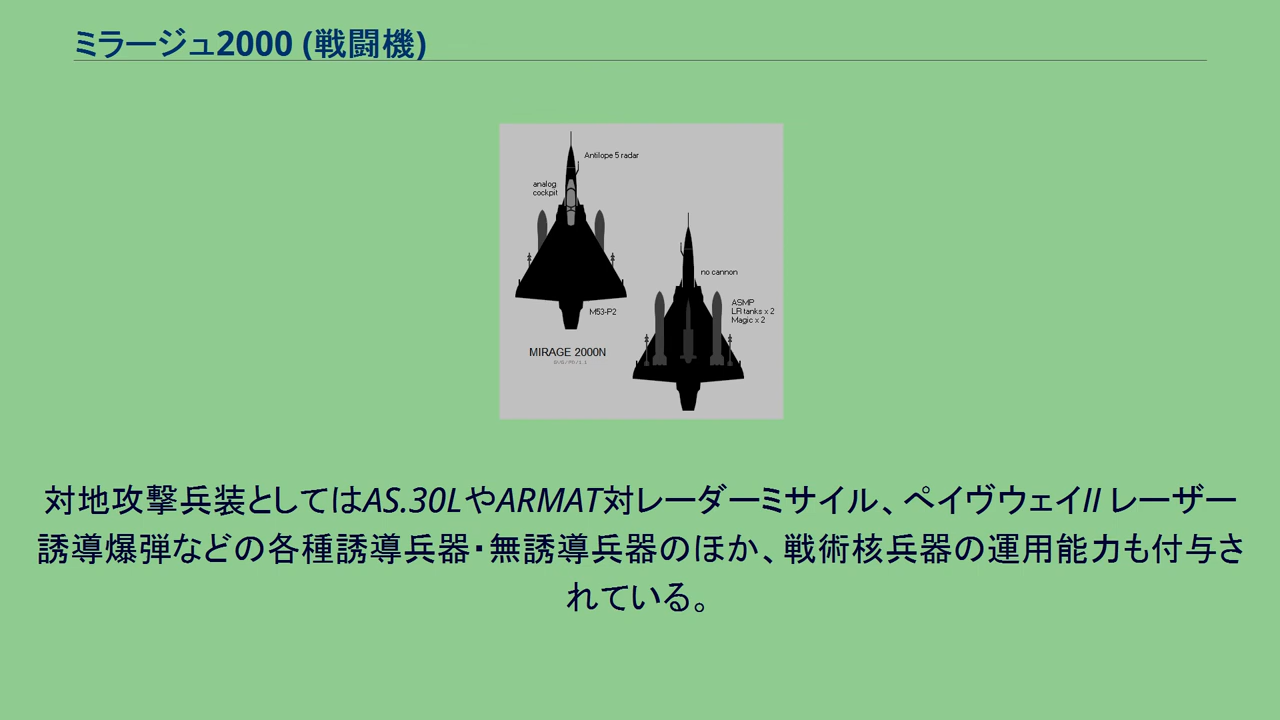 ミラージュ2000 (戦闘機)
Antilope 5 radar
analog
cockpit
no cannon
ASMP
LR tanks x 2
Magic x 2
M53-P2
MIRAGE 2000N
対地攻撃兵装としてはAS.30LやARMAT対レーダーミサイル、ペイヴウェイII レーザー
誘導爆弾などの各種誘導兵器・無誘導兵器のほか、戦術核兵器の運用能力も付与さ
れている。